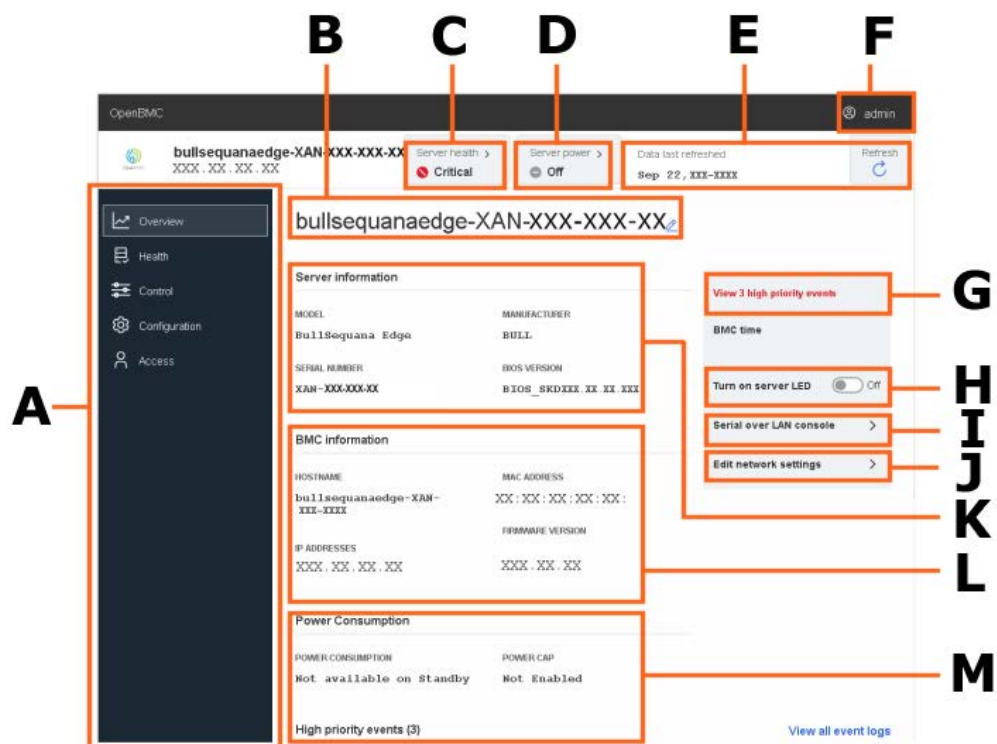 B C D E F
OpenBMC
admin
bullsequanaedge-XAN-XXX-XXX-XX
XXX.XX.XX.XX
Server health >
Critical
Server power >
Off
Data last refreshed
Sep 22, XXX-XXXX
Refresh
A
Overview
Health
Control
Configuration
Access
bullsequanaedge-XAN-XXX-XXX-XX
Server information
MODEL
BullSequana Edge
MANUFACTURER
BULL
SERIAL NUMBER
XAN-XXX-XXX-XX
BIOS VERSION
BIOS_SKDXXX.XX.XX.XXX
BMC information
HOSTNAME
bullsequanaedge-XAN-
XXX-XXXX
MAC ADDRESS
XX:XX:XX:XX:XX:
IP ADDRESSES
XXX.XX.XX.XX
FIRMWARE VERSION
XXX.XX.XX
Power Consumption
POWER CONSUMPTION
Not available on Standby
POWER CAP
Not Enabled
High priority events (3)
View all event logs
View 3 high priority events
BMC time
Turn on server LED Off
Serial over LAN console >
Edit network settings >
G
H
I
J
K
L
M